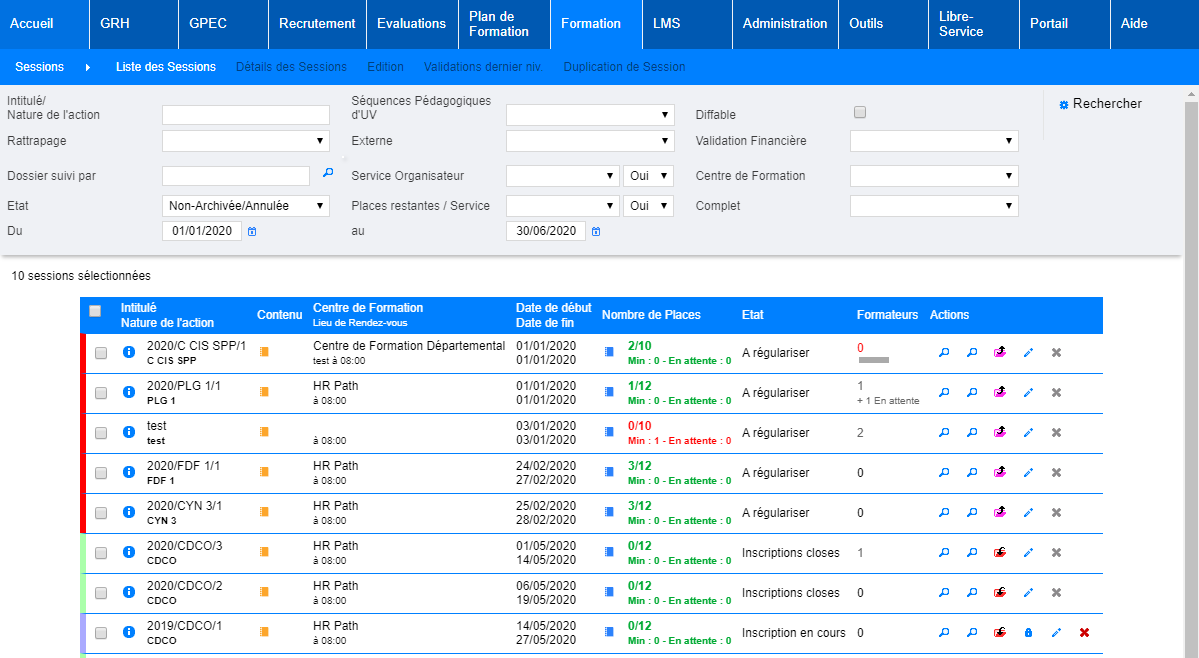 Accueil GRH GPEC Recrutement Evaluations Plan de Formation Formation LMS Administration Outils Libre-Service Portail Aide
Sessions Liste des Sessions Détails des Sessions Edition Validations dernier niv. Duplication de Session
Intitulé/
Nature de l'action
Séquences Pédagogiques
d'UV
Diffable
Rechercher
Rattrapage Externe Validation Financière
Dossier suivi par Service Organisateur Oui Centre de Formation
Etat Non-Archivée/Annulée Places restantes / Service Oui Complet
Du 01/01/2020 au 30/06/2020
10 sessions sélectionnées
Intitulé Centre de Formation Date de début
Nature de l'action Contenu Lieu de Rendez-vous Date de fin Nombre de Places Etat Formateurs Actions
2020/C CIS SPP/1 Centre de Formation Départemental 01/01/2020 2/10 A régulariser 0
C CIS SPP test à 08:00 01/01/2020 Min : 0 - En attente : 0
2020/PLG 1/1 HR Path 01/01/2020 1/12 A régulariser 1
PLG 1 à 08:00 01/01/2020 Min : 0 - En attente : 0 + 1 En attente
test 03/01/2020 0/10 A régulariser 2
test à 08:00 03/01/2020 Min : 1 - En attente : 0
2020/FDF 1/1 HR Path 24/02/2020 3/12 A régulariser 0
FDF 1 à 08:00 27/02/2020 Min : 0 - En attente : 0
2020/CYN 3/1 HR Path 25/02/2020 3/12 A régulariser 0
CYN 3 à 08:00 28/02/2020 Min : 0 - En attente : 0
2020/CDCO/3 HR Path 01/05/2020 0/12 Inscriptions closes 1
CDCO à 08:00 14/05/2020 Min : 0 - En attente : 0
2020/CDCO/2 HR Path 06/05/2020 0/12 Inscriptions closes 0
CDCO à 08:00 19/05/2020 Min : 0 - En attente : 0
2019/CDCO/1 HR Path 14/05/2020 0/12 Inscription en cours 0
CDCO à 08:00 27/05/2020 Min : 0 - En attente : 0